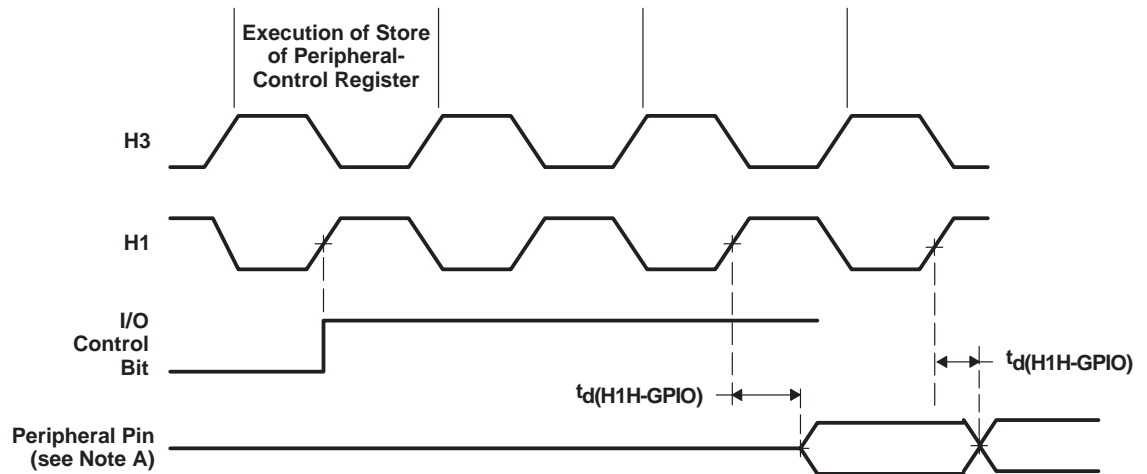 Execution of Store
of Peripheral-
Control Register
H3
H1
I/O
Control
Bit
td(H1H-GPIO)
td(H1H-GPIO)
Peripheral Pin
(see Note A)